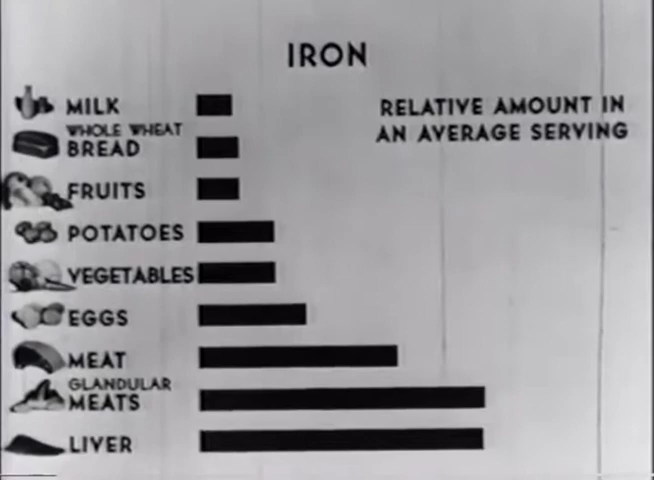 IRON
RELATIVE AMOUNT IN
AN AVERAGE SERVING
MILK
WHOLE WHEAT
BREAD
FRUITS
POTATOES
VEGETABLES
EGGS
MEAT
GLANDULAR
MEATS
LIVER